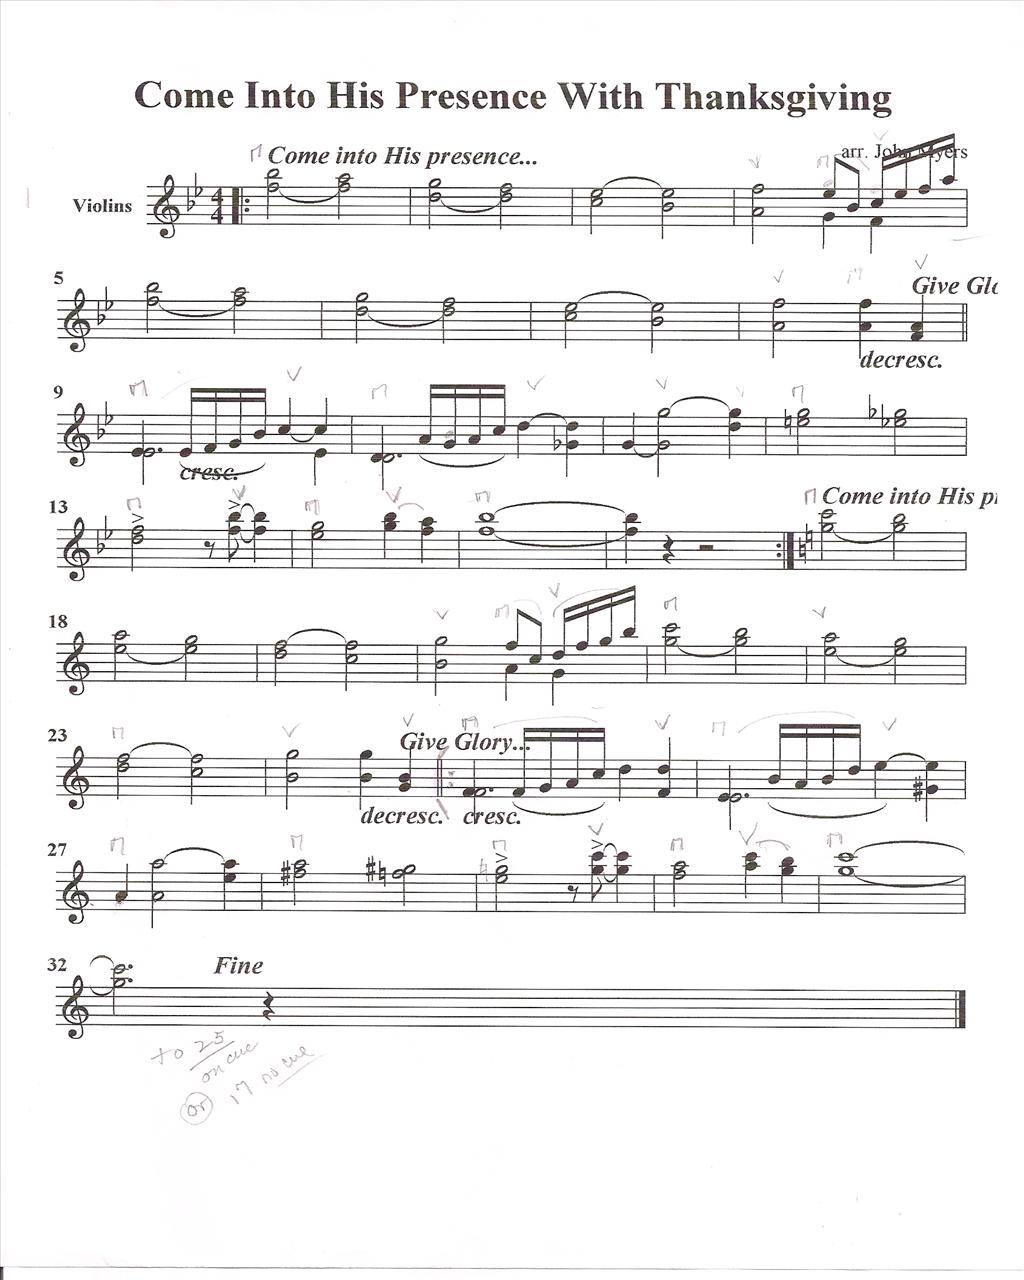 Come Into His Presence With Thanksgiving
Come into His presence...
arr. John Myers
Violins
5
Give Glo
decresc.
9
cresc.
13
Come into His p
18
23
Give Glory...
decresc. cresc.
27
32
Fine
to 25
on cue
or 17 no cue